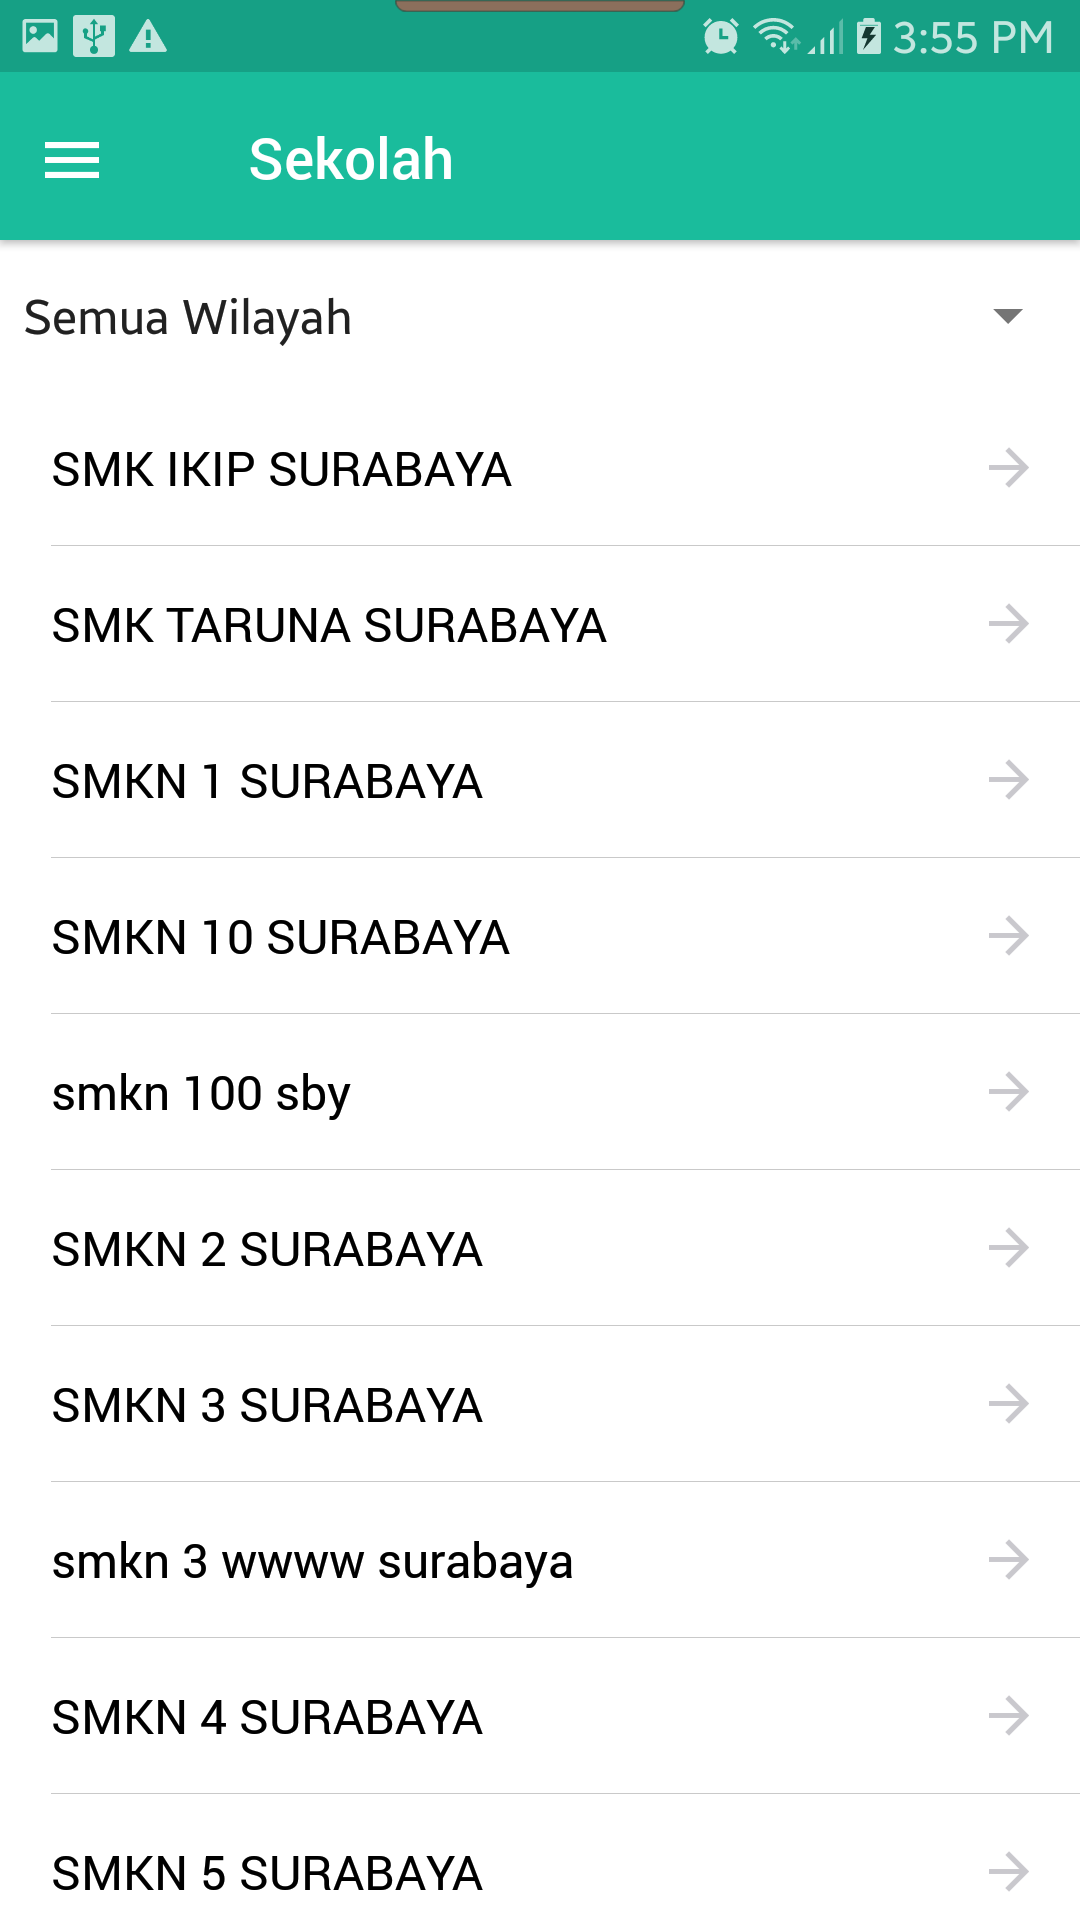 3:55 PM
Sekolah
Semua Wilayah
SMK IKIP SURABAYA
SMK TARUNA SURABAYA
SMKN 1 SURABAYA
SMKN 10 SURABAYA
smkn 100 sby
SMKN 2 SURABAYA
SMKN 3 SURABAYA
smkn 3 wwww surabaya
SMKN 4 SURABAYA
SMKN 5 SURABAYA